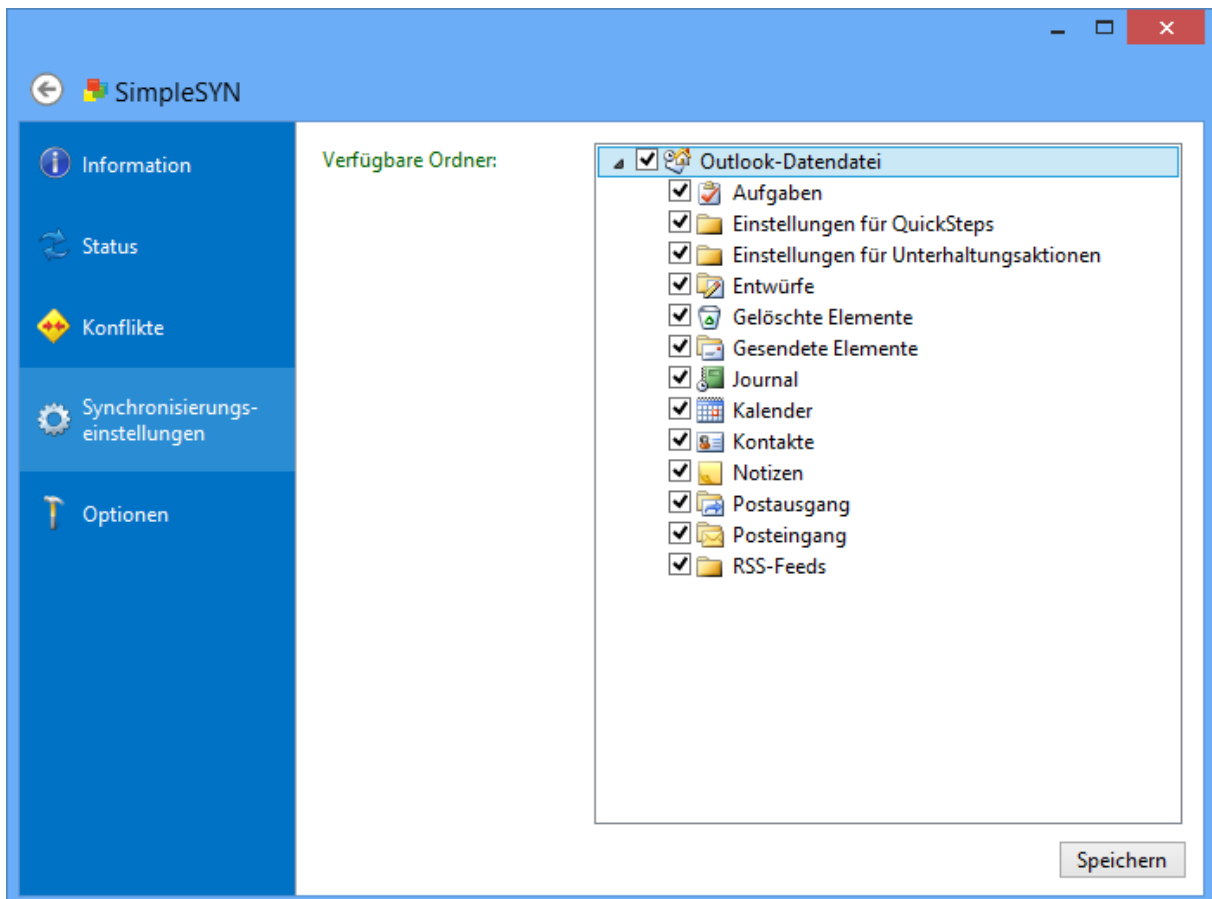 SimpleSYN
Information
Status
Konflikte
Synchronisierungs-
einstellungen
Optionen
Verfügbare Ordner:
Outlook-Datendatei
Aufgaben
Einstellungen für QuickSteps
Einstellungen für Unterhaltungsaktionen
Entwürfe
Gelöschte Elemente
Gesendete Elemente
Journal
Kalender
Kontakte
Notizen
Postausgang
Posteingang
RSS-Feeds
Speichern